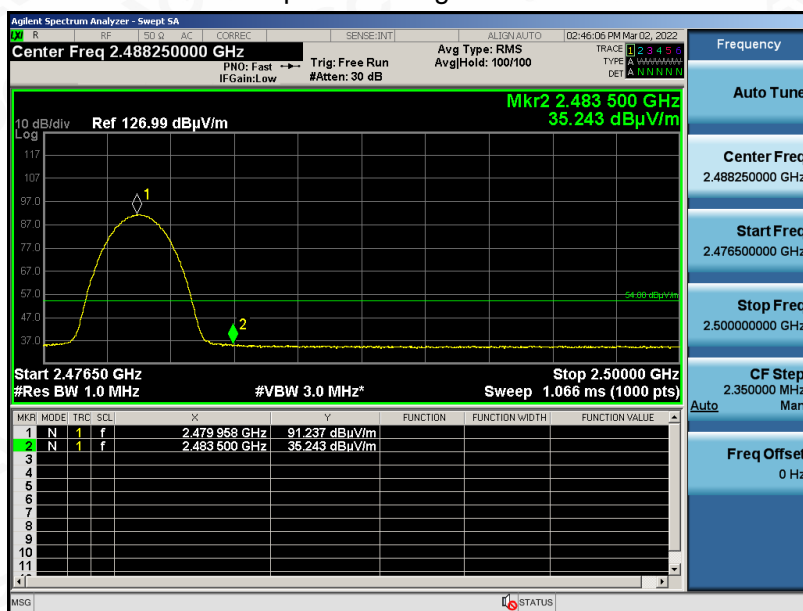 Agilent Spectrum Analyzer - Swept SA
LXI R RF 50 Ω AC CORREC SENSE:INT ALIGN AUTO 02:46:06 PM Mar 02, 2022
Center Freq 2.488250000 GHz
PNO: Fast
IFGain:Low
Trig: Free Run
#Atten: 30 dB
Avg Type: RMS
Avg|Hold: 100/100
TRACE 1 2 3 4 5 6
TYPE A WWWWW
DET A N N N N N
Mkr2 2.483 500 GHz
35.243 dBµV/m
10 dB/div Ref 126.99 dBµV/m
Log
117
107
97.0
87.0
77.0
67.0
57.0
47.0
37.0
1
2
54.00 dBµV/m
Start 2.47650 GHz Stop 2.50000 GHz
#Res BW 1.0 MHz #VBW 3.0 MHz* Sweep 1.066 ms (1000 pts)
MKR MODE TRC SCL X Y FUNCTION FUNCTION WIDTH FUNCTION VALUE
1 N 1 f 2.479 958 GHz 91.237 dBµV/m
2 N 1 f 2.483 500 GHz 35.243 dBµV/m
3
4
5
6
7
8
9
10
11
MSG STATUS
Frequency
Auto Tune
Center Freq
2.488250000 GHz
Start Freq
2.476500000 GHz
Stop Freq
2.500000000 GHz
CF Step
2.350000 MHz
Auto Man
Freq Offset
0 Hz